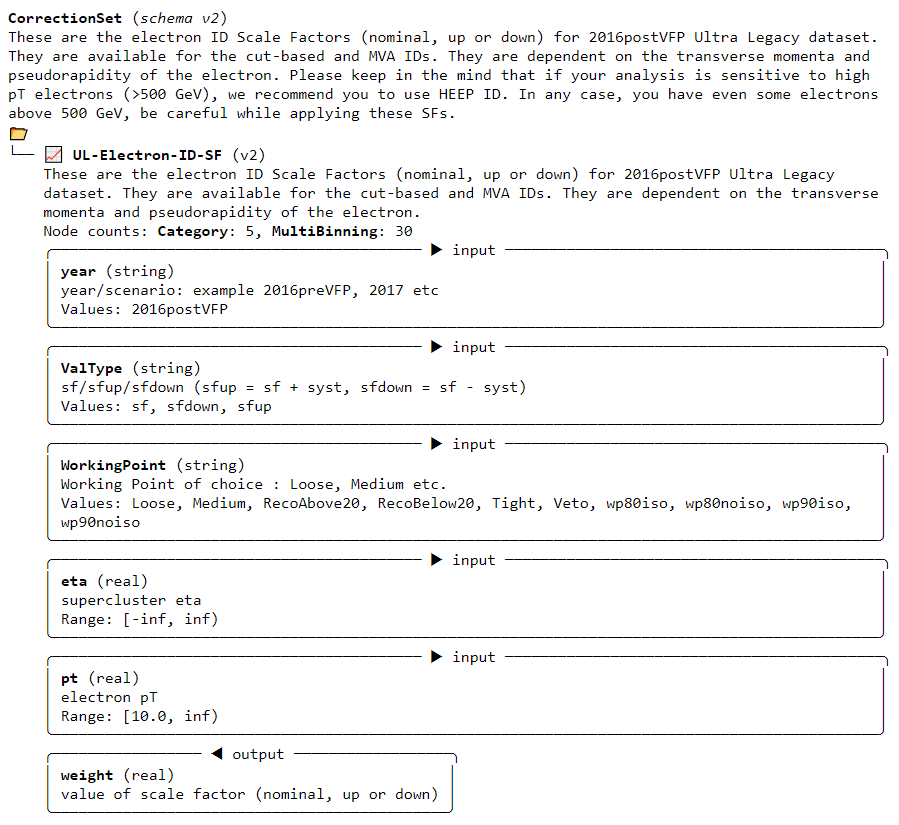 CorrectionSet (schema v2)
These are the electron ID Scale Factors (nominal, up or down) for 2016postVFP Ultra Legacy dataset.
They are available for the cut-based and MVA IDs. They are dependent on the transverse momenta and
pseudorapidity of the electron. Please keep in the mind that if your analysis is sensitive to high
pT electrons (>500 GeV), we recommend you to use HEEP ID. In any case, you have even some electrons
above 500 GeV, be careful while applying these SFs.
UL-Electron-ID-SF (v2)
These are the electron ID Scale Factors (nominal, up or down) for 2016postVFP Ultra Legacy
dataset. They are available for the cut-based and MVA IDs. They are dependent on the transverse
momenta and pseudorapidity of the electron.
Node counts: Category: 5, MultiBinning: 30
▶ input
year (string)
year/scenario: example 2016preVFP, 2017 etc
Values: 2016postVFP
▶ input
ValType (string)
sf/sfup/sfdown (sfup = sf + syst, sfdown = sf - syst)
Values: sf, sfdown, sfup
▶ input
WorkingPoint (string)
Working Point of choice : Loose, Medium etc.
Values: Loose, Medium, RecoAbove20, RecoBelow20, Tight, Veto, wp80iso, wp80noiso, wp90iso,
wp90noiso
▶ input
eta (real)
supercluster eta
Range: [-inf, inf)
▶ input
pt (real)
electron pT
Range: [10.0, inf)
◀ output
weight (real)
value of scale factor (nominal, up or down)